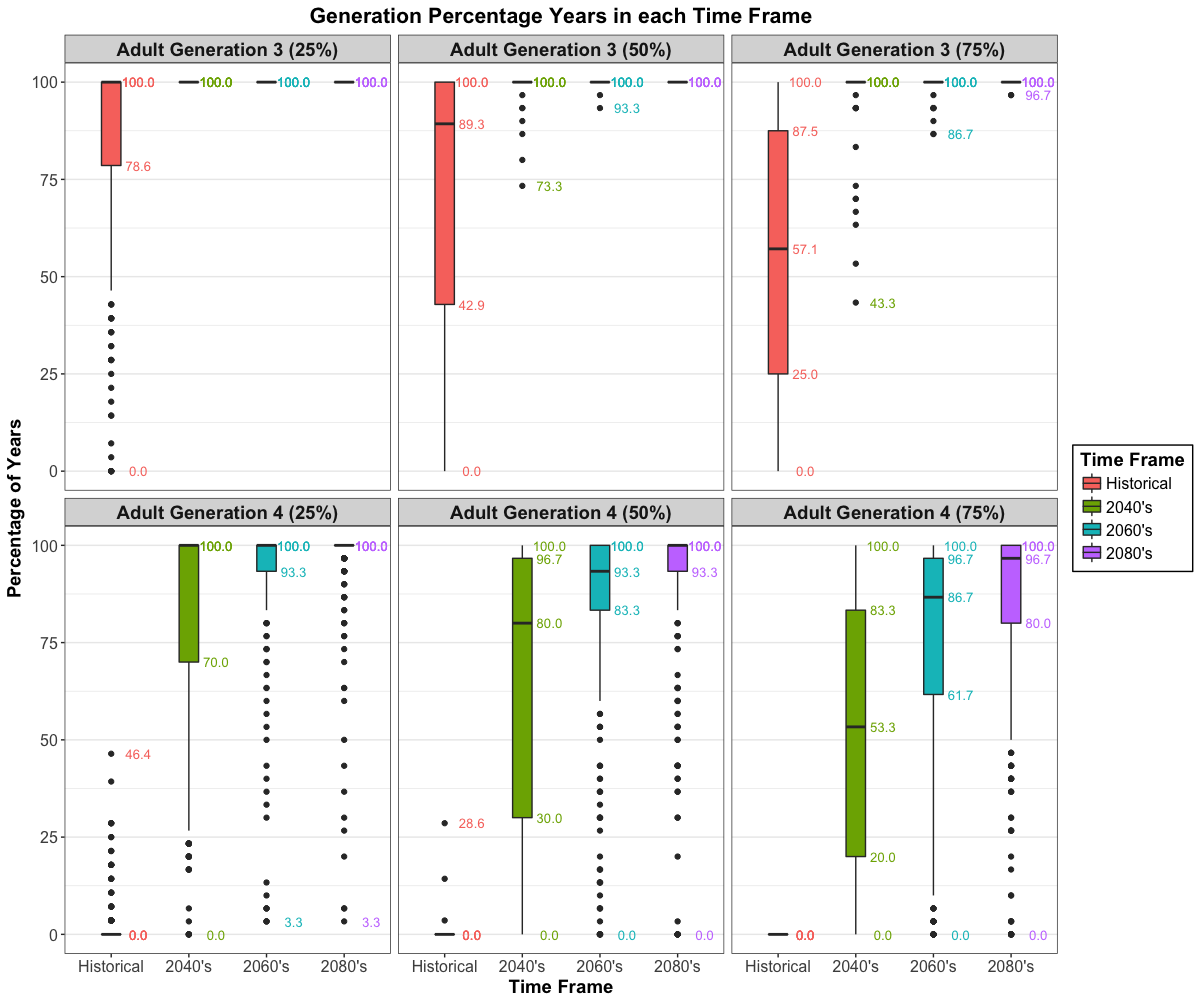 Generation Percentage Years in each Time Frame
Adult Generation 3 (25%) Adult Generation 3 (50%) Adult Generation 3 (75%)
100 100.0 100.0 100.0 100.0 100.0 100.0 100.0 100.0 100.0 100.0 100.0 100.0
96.7
93.3
89.3 87.5 86.7
78.6
75
73.3
57.1
50
42.9 43.3
25 25.0
0 0.0 0.0 0.0
Adult Generation 4 (25%) Adult Generation 4 (50%) Adult Generation 4 (75%)
100 100.0 100.0 100.0 100.0 100.0 100.0 100.0 100.0 100.0
96.7 96.7 96.7
93.3 93.3 93.3
86.7
83.3 83.3
80.0 80.0
75
70.0
61.7
53.3
50
46.4
30.0
28.6
25
20.0
3.3 3.3
0 0.0 0.0 0.0 0.0 0.0 0.0 0.0 0.0 0.0 0.0
Historical 2040's 2060's 2080's Historical 2040's 2060's 2080's Historical 2040's 2060's 2080's
Time Frame
Percentage of Years
Time Frame
Historical
2040's
2060's
2080's